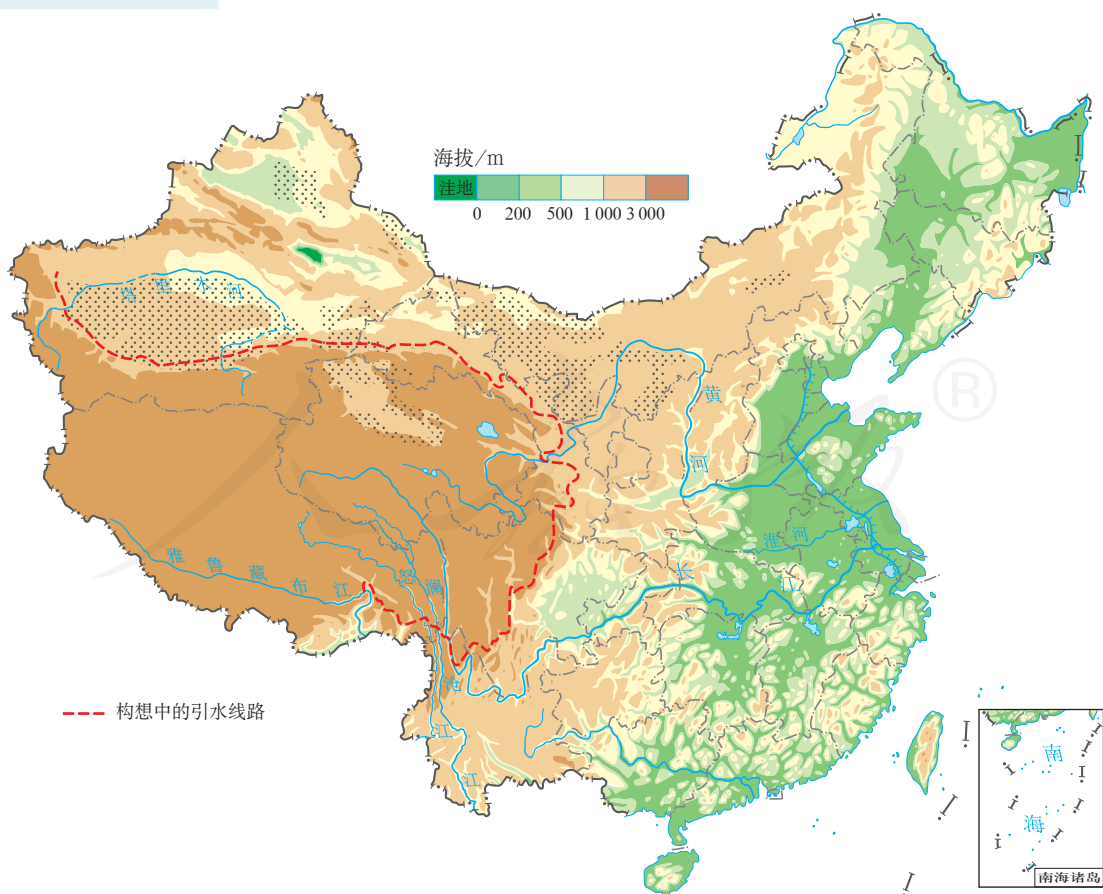 海拔/m
洼地
0 200 500 1 000 3 000
塔里木河
黄河
淮河
长江
雅鲁藏布江
怒江
澜沧江
构想中的引水线路
南海
南海诸岛
®